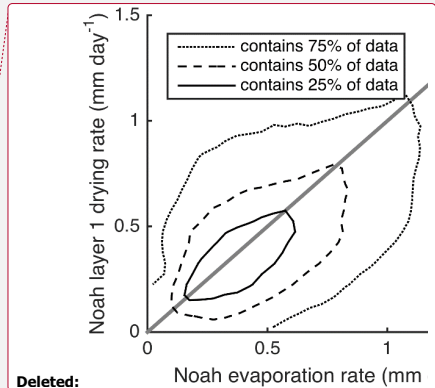 1.5
contains 75% of data
contains 50% of data
contains 25% of data
1
0.5
0
Noah layer 1 drying rate (mm day⁻¹)
0
0.5
1
Noah evaporation rate (mm
Deleted: